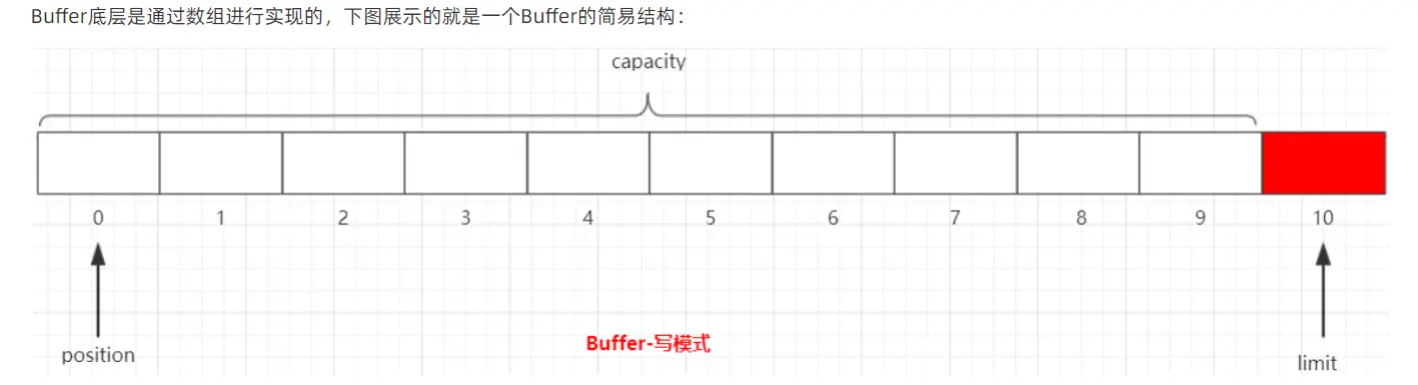 Buffer底层是通过数组进行实现的，下图展示的就是一个Buffer的简易结构：
capacity
0 1 2 3 4 5 6 7 8 9 10
position
Buffer-写模式
limit